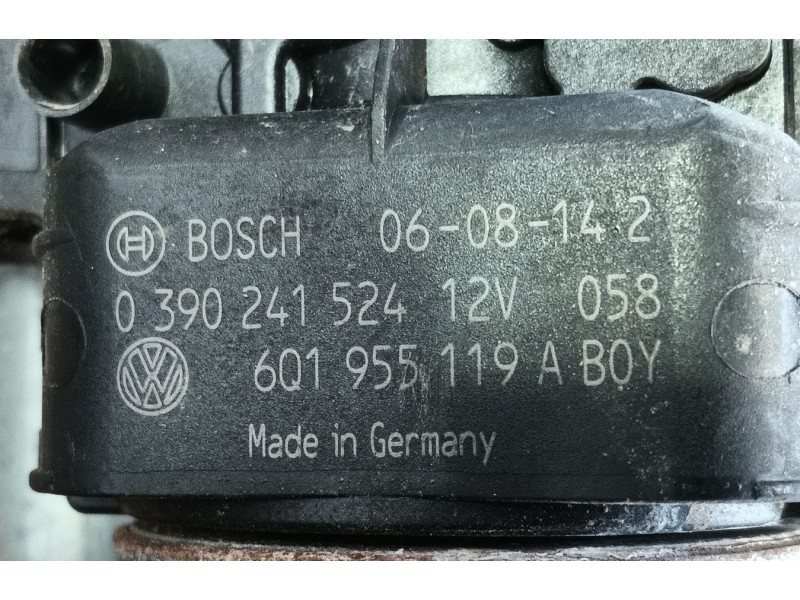 BOSCH 06-08-14 2
0 390 241 524 12V 058
6Q1 955 119 A BOY
Made in Germany